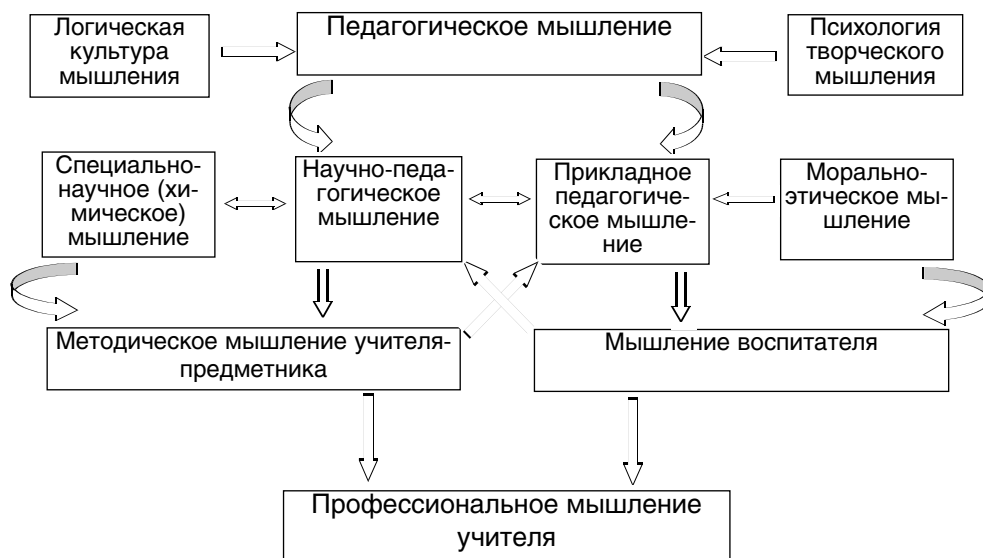 Логическая
культура
мышления
Педагогическое мышление
Психология
творческого
мышления
Специально-
научное (хи-
мическое)
мышление
Научно-педа-
гогическое
мышление
Прикладное
педагогиче-
ское мышле-
ние
Морально-
этическое мы-
шление
Методическое мышление учителя-
предметника
Мышление воспитателя
Профессиональное мышление
учителя